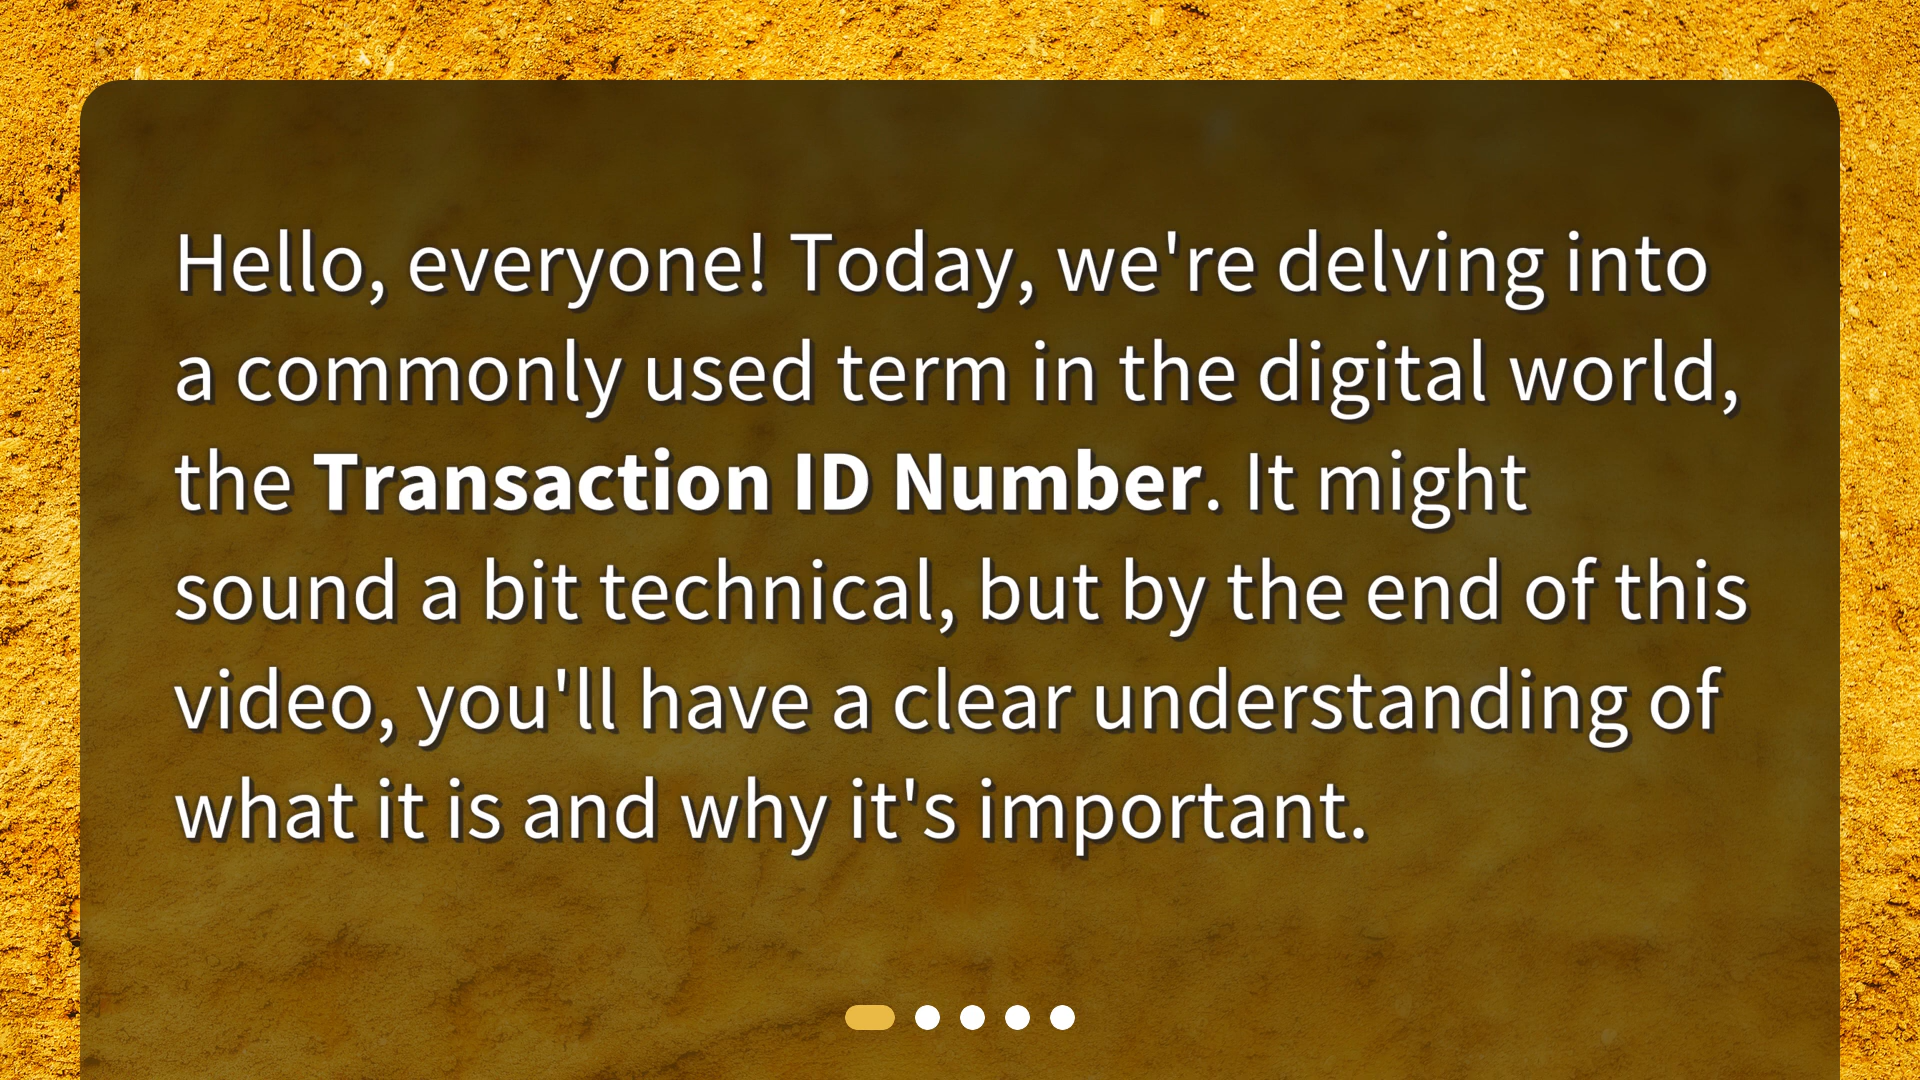 Hello, everyone! Today, we're delving into
a commonly used term in the digital world,
the Transaction ID Number. It might
sound a bit technical, but by the end of this
video, you'll have a clear understanding of
what it is and why it's important.